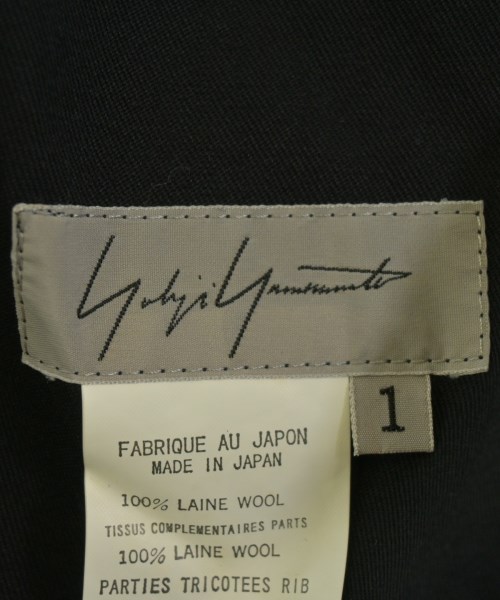 Yohji Yamamoto
1
FABRIQUE AU JAPON
MADE IN JAPAN
100% LAINE WOOL
TISSUS COMPLEMENTAIRES PARTS
100% LAINE WOOL
PARTIES TRICOTEES RIB